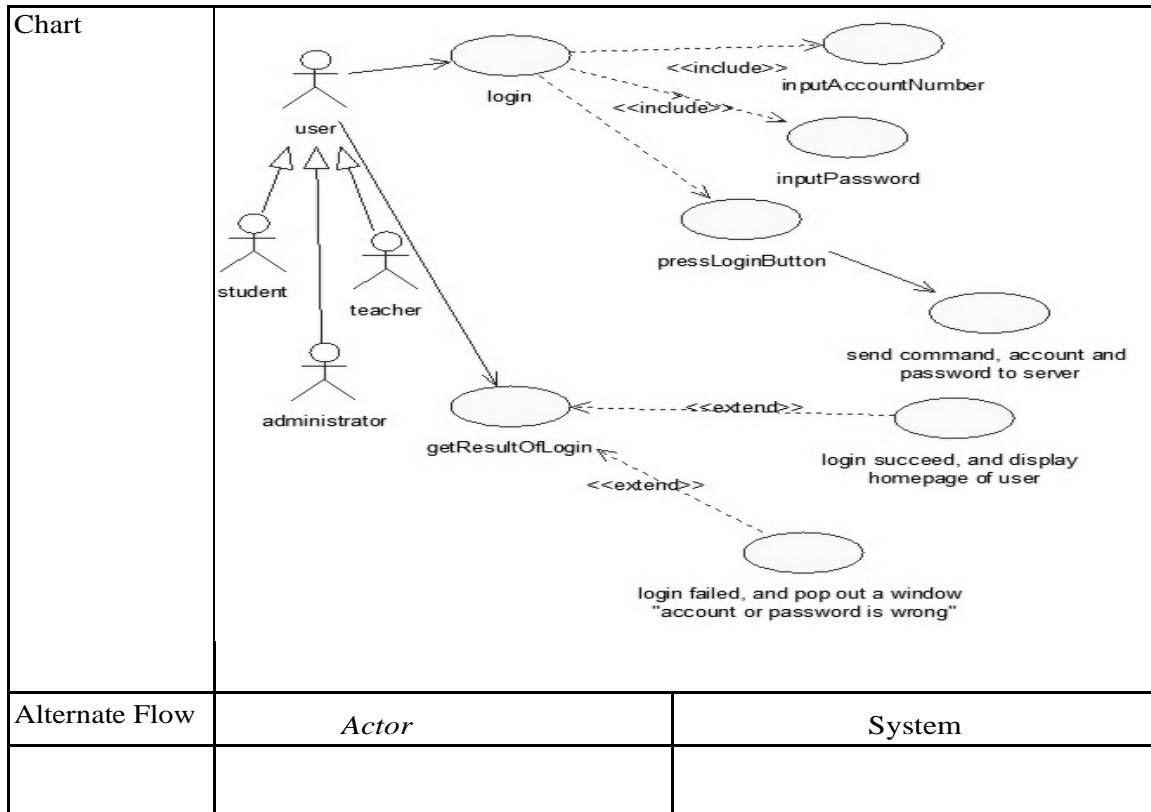 Chart
login
<<include>>
inputAccountNumber
user
<<include>>
inputPassword
pressLoginButton
student
teacher
send command, account and
password to server
administrator
<<extend>>
getResultOfLogin
login succeed, and display
homepage of user
<<extend>>
login failed, and pop out a window
"account or password is wrong"
Alternate Flow
Actor
System